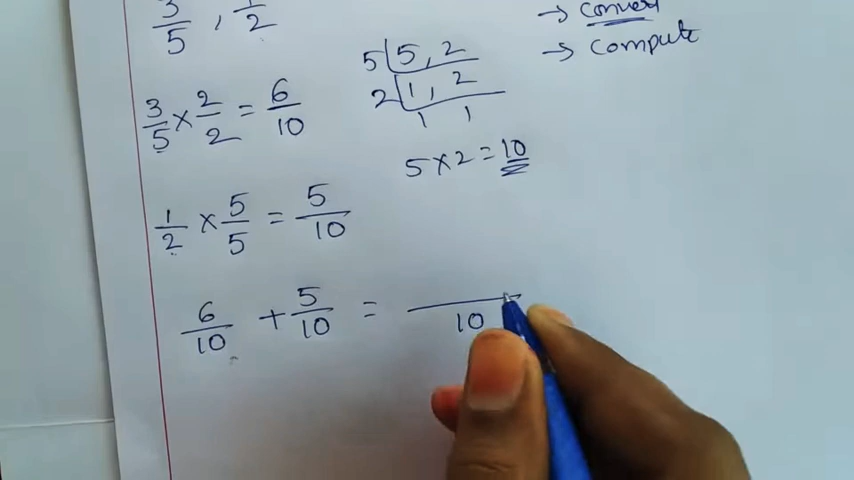 3/5 , 1/2
→ convert
→ compute
5 | 5, 2
2 | 1, 2
1 1
5 × 2 = 10
3/5 × 2/2 = 6/10
1/2 × 5/5 = 5/10
6/10 + 5/10 = /10